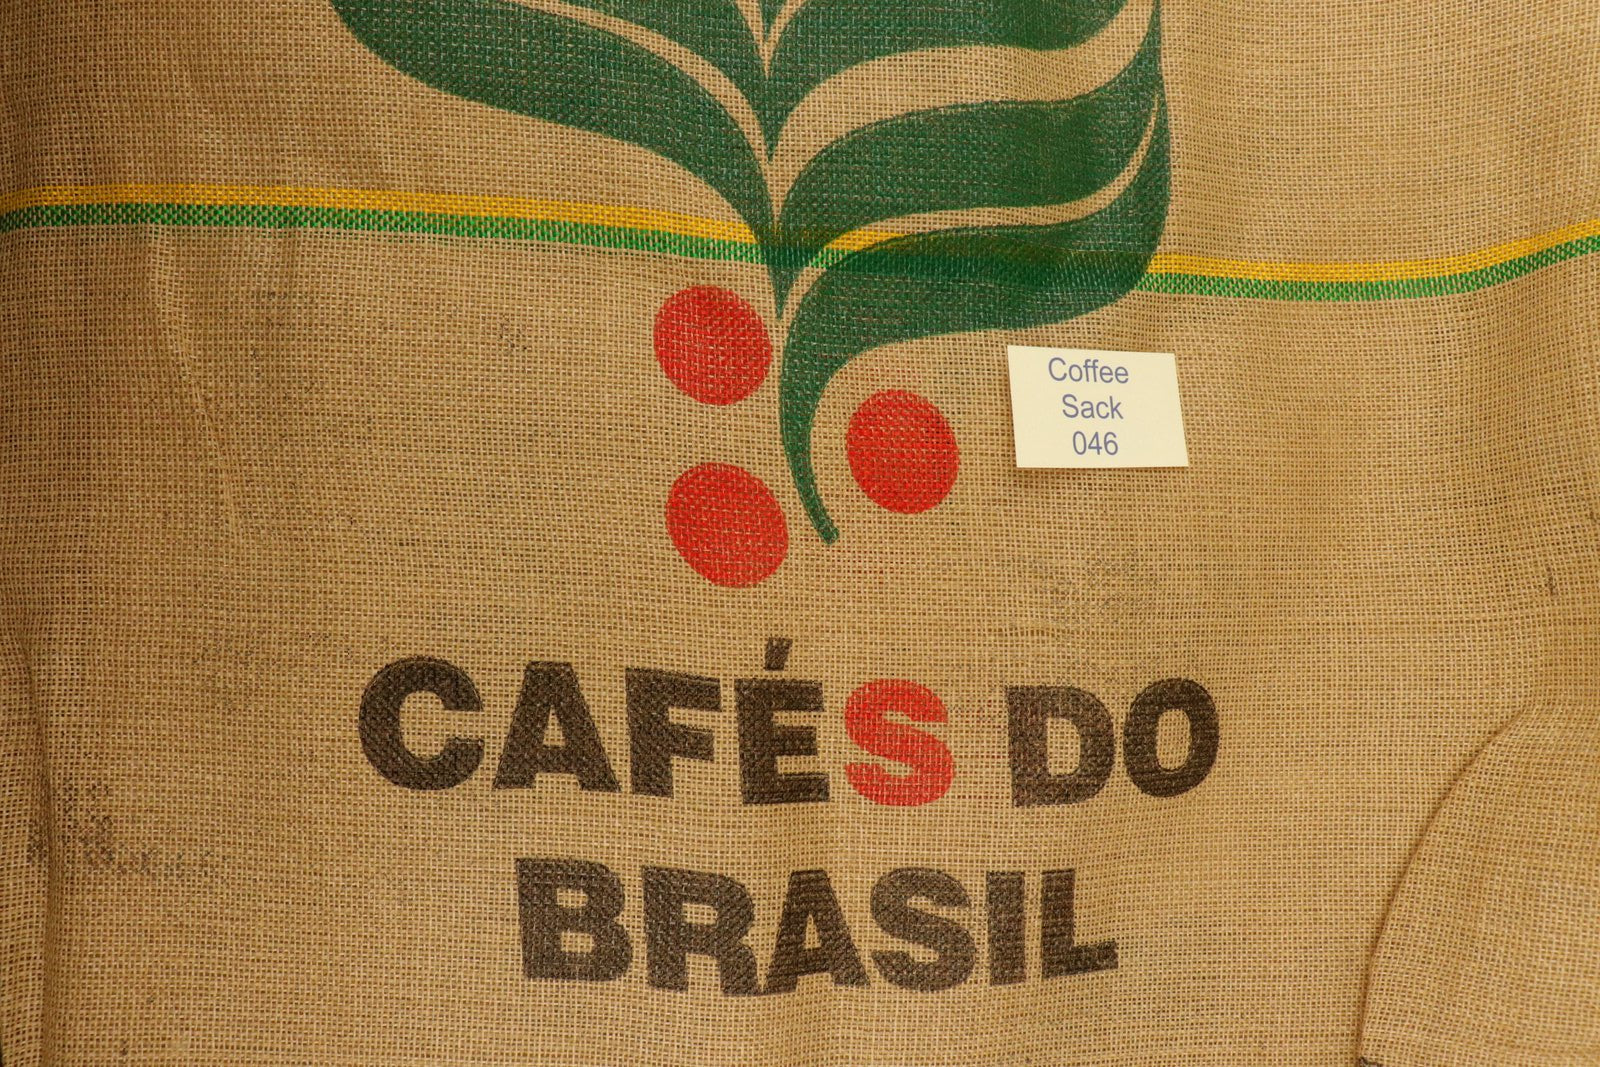 Coffee
Sack
046
CAFÉS DO
BRASIL